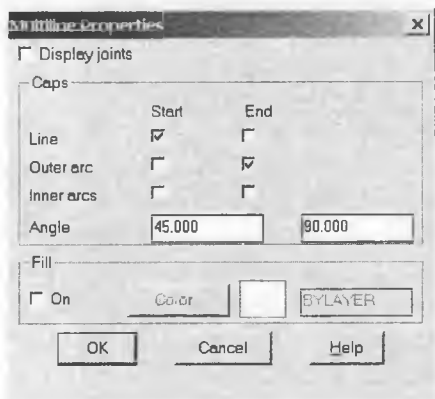 Multiline Properties
Display joints
Caps
Start End
Line
Outer arc
Inner arcs
Angle 45.000 90.000
Fill
On Color BYLAYER
OK Cancel Help